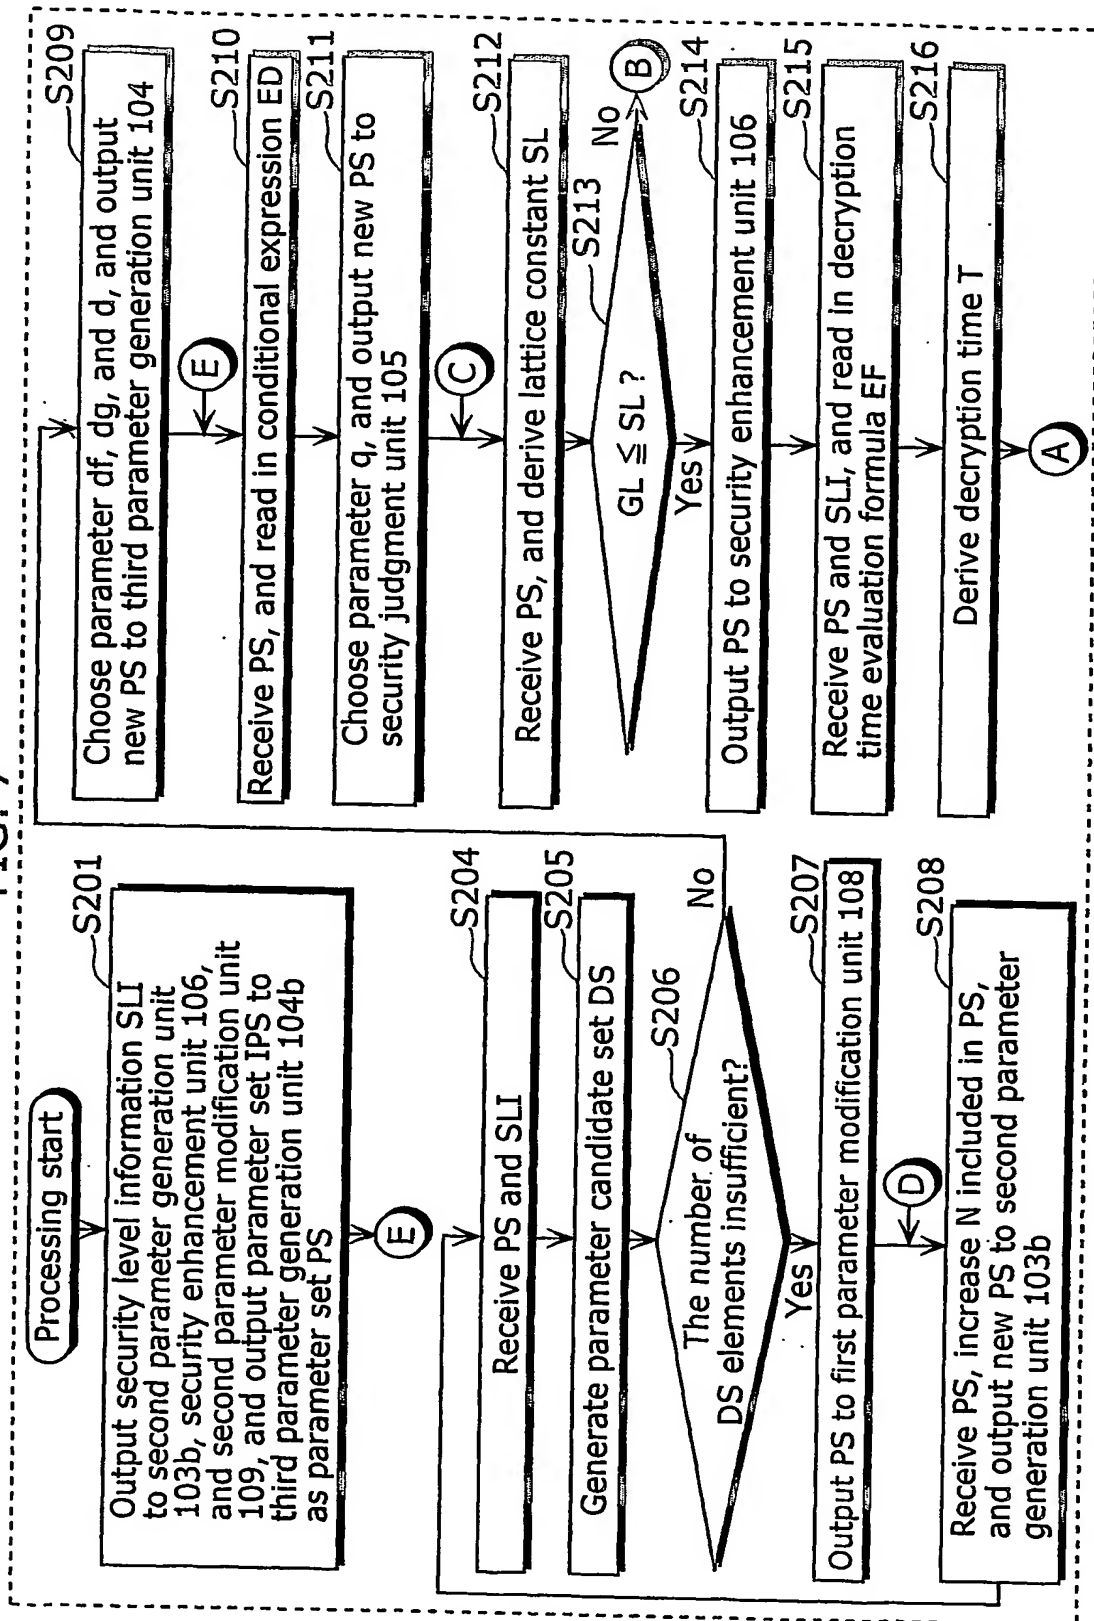 Processing start
S201
Output security level information SLI
to second parameter generation unit
103b, security enhancement unit 106,
and second parameter modification unit
109, and output parameter set IPS to
third parameter generation unit 104b
as parameter set PS
E
S204
Receive PS and SLI
S205
Generate parameter candidate set DS
S206
The number of
DS elements insufficient?
No
Yes
S207
Output PS to first parameter modification unit 108
D
S208
Receive PS, increase N included in PS,
and output new PS to second parameter
generation unit 103b
S209
Choose parameter df, dg, and d, and output
new PS to third parameter generation unit 104
E
S210
Receive PS, and read in conditional expression ED
S211
Choose parameter q, and output new PS to
security judgment unit 105
C
S212
Receive PS, and derive lattice constant SL
S213
GL ≦ SL ?
No
B
Yes
S214
Output PS to security enhancement unit 106
S215
Receive PS and SLI, and read in decryption
time evaluation formula EF
S216
Derive decryption time T
A